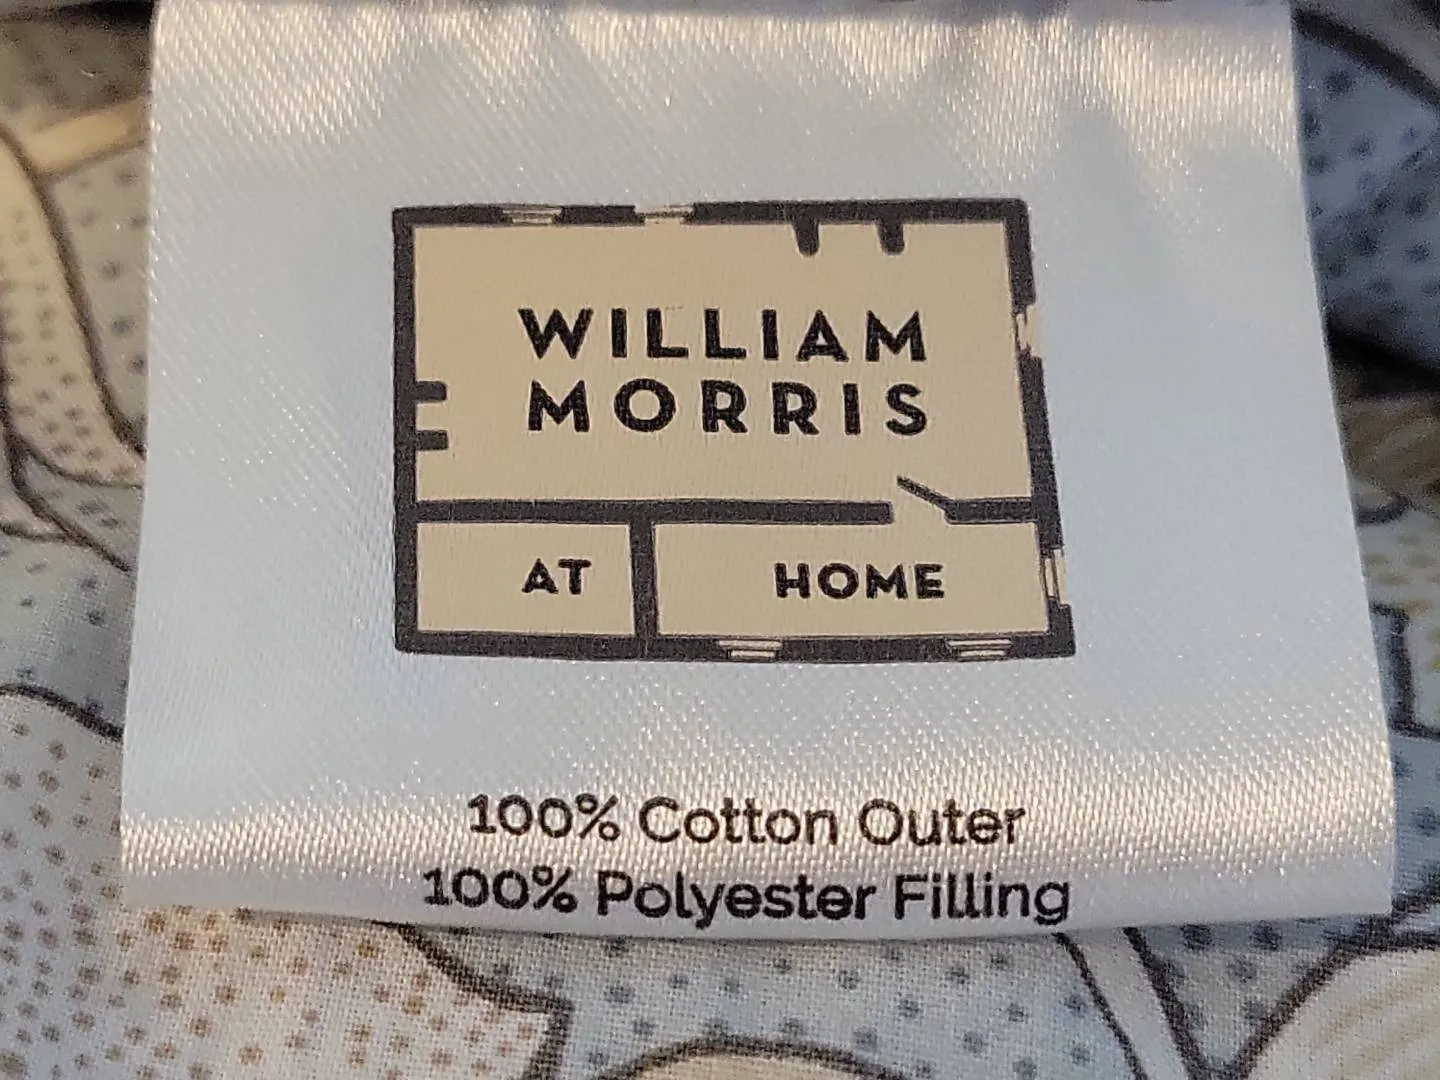 WILLIAM
MORRIS
AT HOME
100% Cotton Outer
100% Polyester Filling